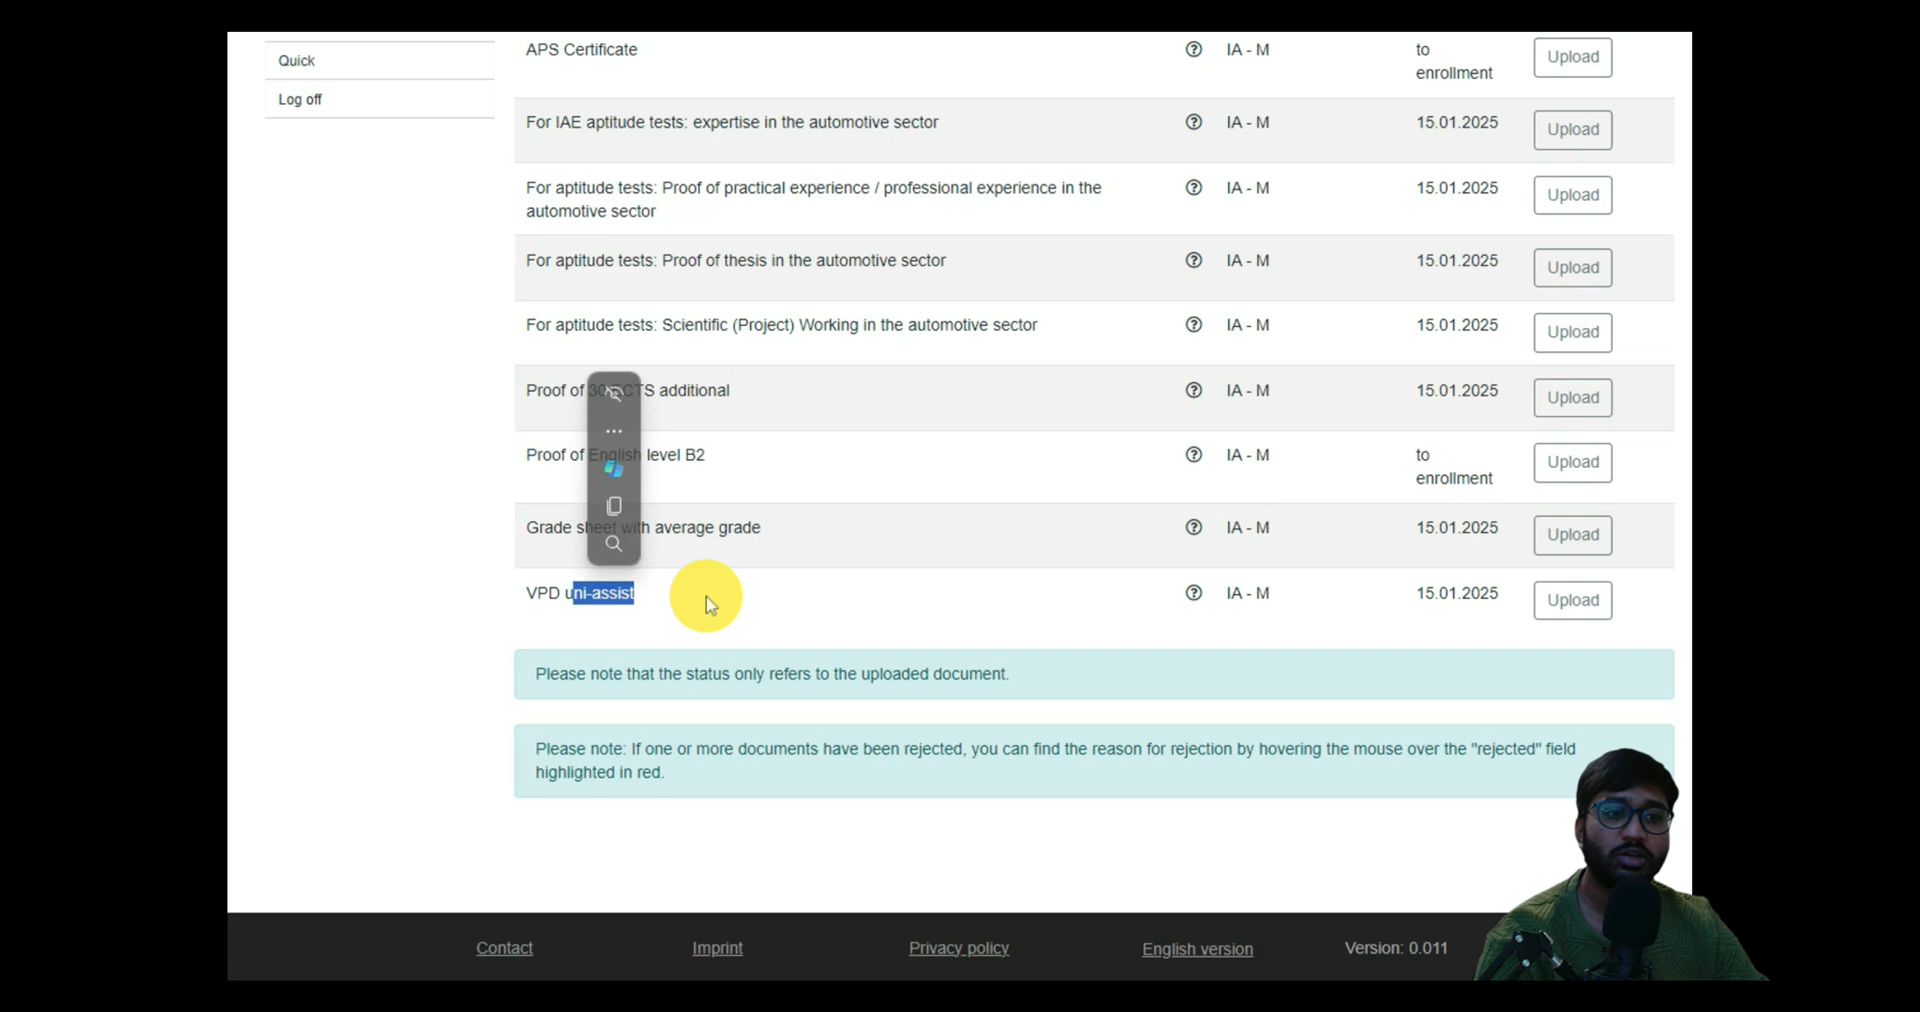 Quick
Log off
APS Certificate IA - M to
enrollment Upload
For IAE aptitude tests: expertise in the automotive sector IA - M 15.01.2025 Upload
For aptitude tests: Proof of practical experience / professional experience in the
automotive sector IA - M 15.01.2025 Upload
For aptitude tests: Proof of thesis in the automotive sector IA - M 15.01.2025 Upload
For aptitude tests: Scientific (Project) Working in the automotive sector IA - M 15.01.2025 Upload
Proof of 30 ECTS additional IA - M 15.01.2025 Upload
Proof of English level B2 IA - M to
enrollment Upload
Grade sheet with average grade IA - M 15.01.2025 Upload
VPD uni-assist IA - M 15.01.2025 Upload
Please note that the status only refers to the uploaded document.
Please note: If one or more documents have been rejected, you can find the reason for rejection by hovering the mouse over the "rejected" field
highlighted in red.
Contact Imprint Privacy policy English version Version: 0.011